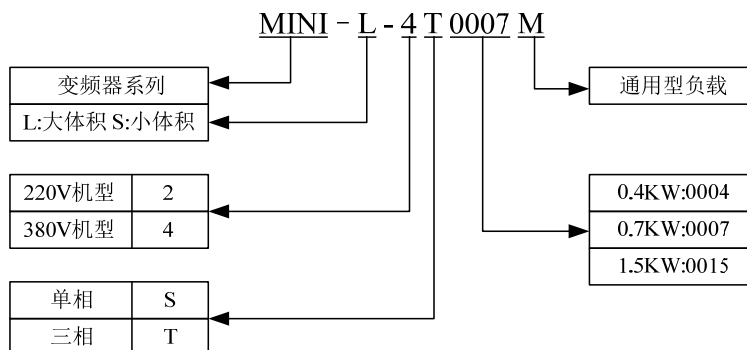 MINI-L-4T0007M
变频器系列
L:大体积 S:小体积
通用型负载
220V机型 2
380V机型 4
0.4KW:0004
0.7KW:0007
1.5KW:0015
单相 S
三相 T